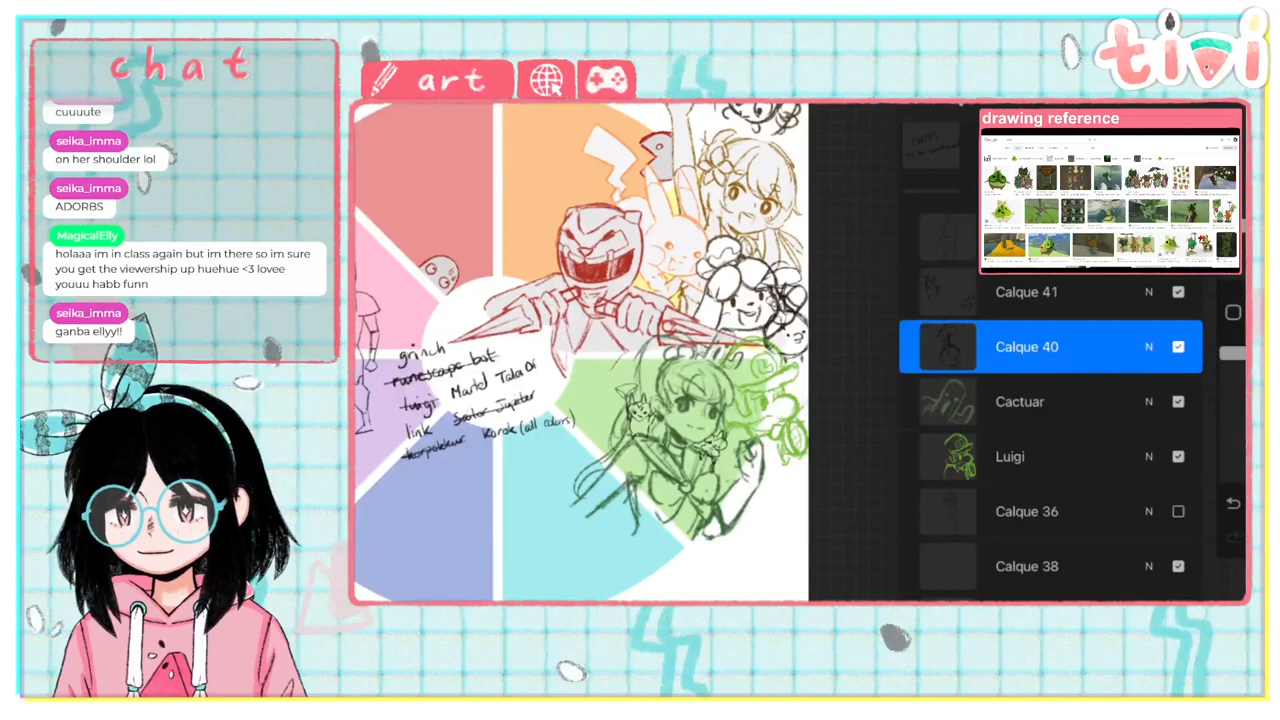 chat
cuuuute
seika_imma
on her shoulder lol
seika_imma
ADORBS
MagicalElly
holaaa im in class again but im there so im sure
you get the viewership up huehue <3 lovee
youuu habb funn
seika_imma
ganba ellyy!!
art
tivi
drawing reference
grinch
runescape bot
luigi
Martel Tales Of
link
Sailor Jupiter
korpokkur
Korok (all colors)
Calque 41 N
Calque 40 N
Cactuar N
Luigi N
Calque 36 N
Calque 38 N